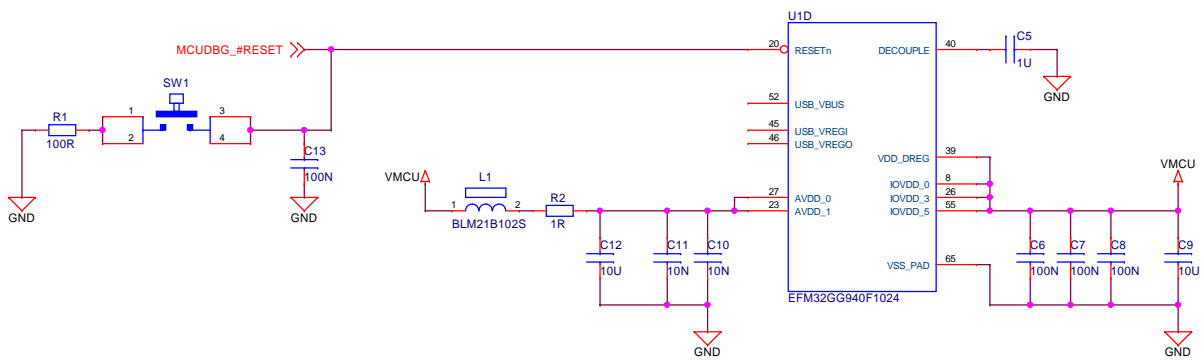 U1D
MCUDBG_#RESET
20
RESETn
DECOUPLE
40
C5
1U
GND
SW1
R1
100R
1
2
3
4
C13
100N
GND
GND
52
USB_VBUS
45
USB_VREGI
46
USB_VREGO
VDD_DREG
39
IOVDD_0
8
IOVDD_3
26
IOVDD_5
55
VMCU
VMCU
L1
1
2
BLM21B102S
R2
1R
27
AVDD_0
23
AVDD_1
C12
10U
C11
10N
C10
10N
GND
VSS_PAD
65
C6
100N
C7
100N
C8
100N
C9
10U
EFM32GG940F1024
GND